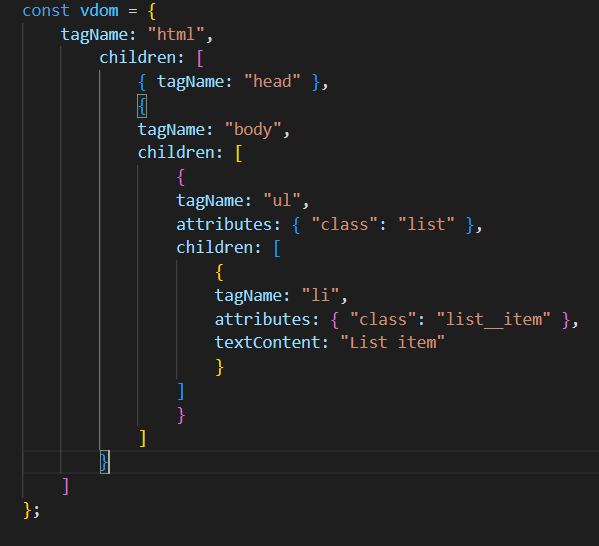 const vdom = {
    tagName: "html",
        children: [
            { tagName: "head" },
            {
            tagName: "body",
            children: [
                {
                tagName: "ul",
                attributes: { "class": "list" },
                children: [
                    {
                    tagName: "li",
                    attributes: { "class": "list__item" },
                    textContent: "List item"
                    }
                ]
                }
            ]
        }
    ]
};